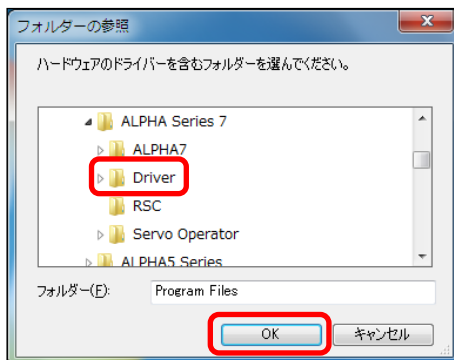 フォルダーの参照
ハードウェアのドライバーを含むフォルダーを選んでください。
ALPHA Series 7
ALPHA7
Driver
RSC
Servo Operator
ALPHA5 Series
フォルダー(F): Program Files
OK キャンセル